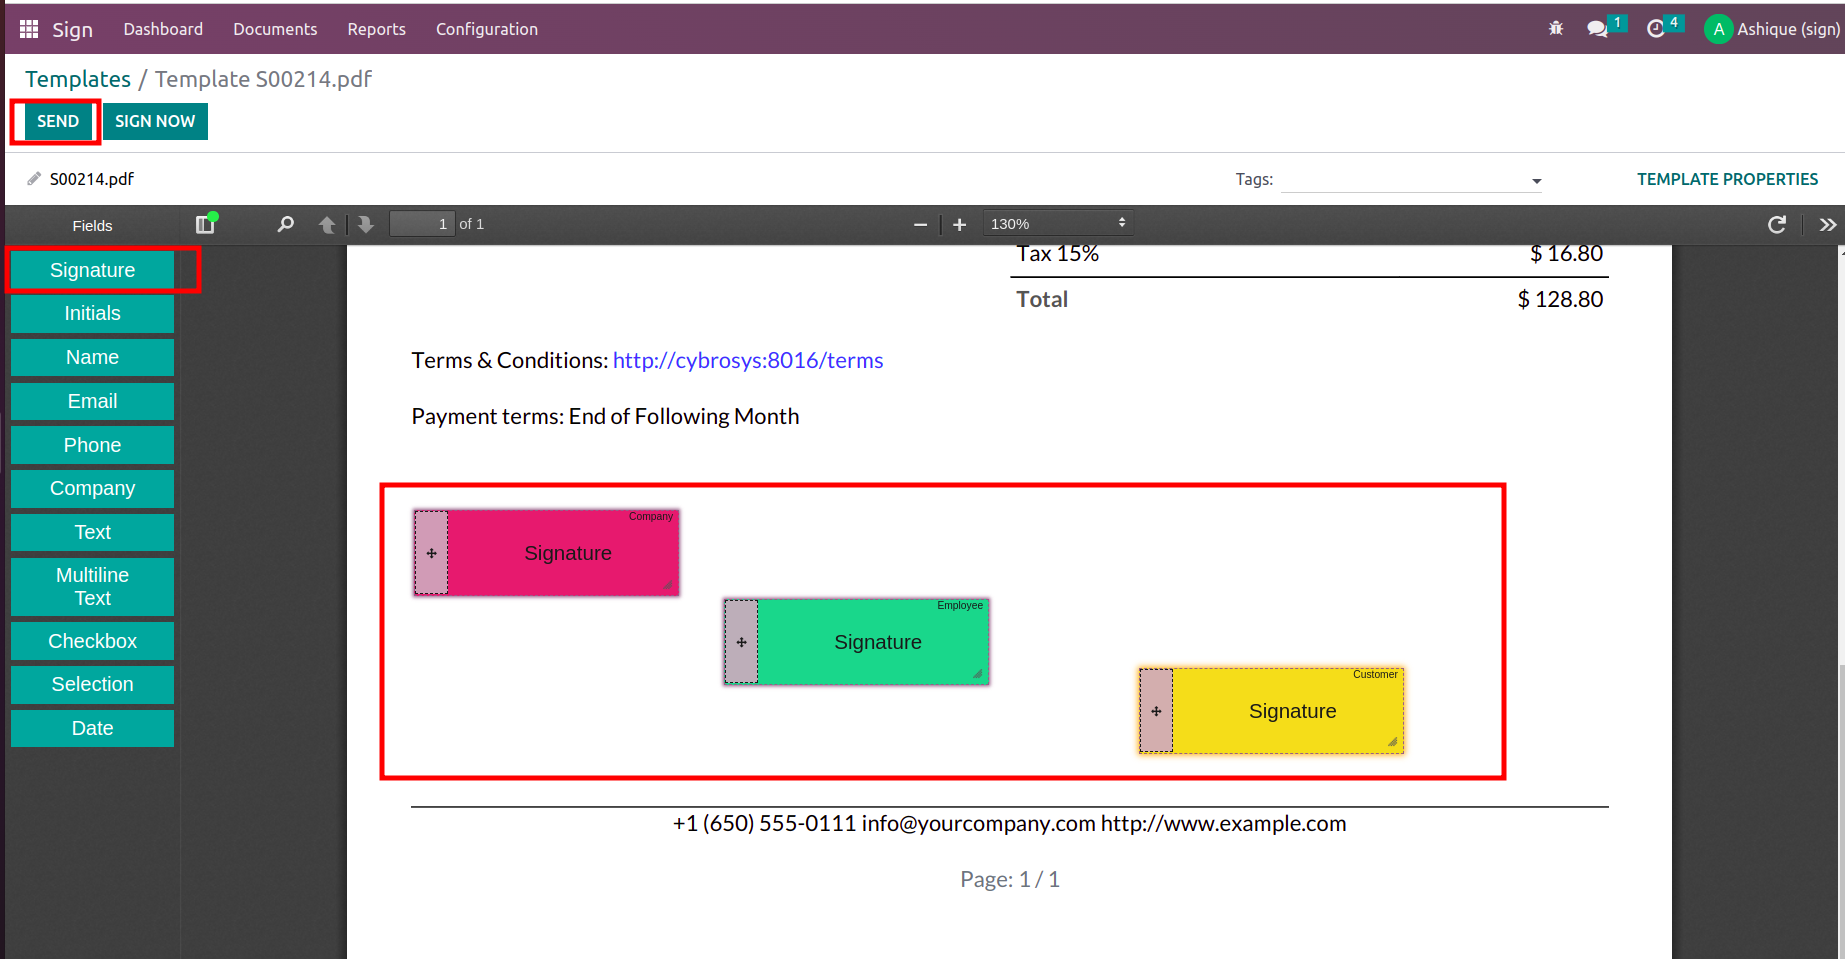 Sign Dashboard Documents Reports Configuration 1 4 A Ashique (sign)
Templates / Template S00214.pdf
SEND SIGN NOW
S00214.pdf Tags: TEMPLATE PROPERTIES
Fields 1 of 1 130%
Signature
Initials
Name
Email
Phone
Company
Text
Multiline
Text
Checkbox
Selection
Date
Tax 15% $ 16.80
Total $ 128.80
Terms & Conditions: http://cybrosys:8016/terms
Payment terms: End of Following Month
Company
Signature
Employee
Signature
Customer
Signature
+1 (650) 555-0111 info@yourcompany.com http://www.example.com
Page: 1 / 1